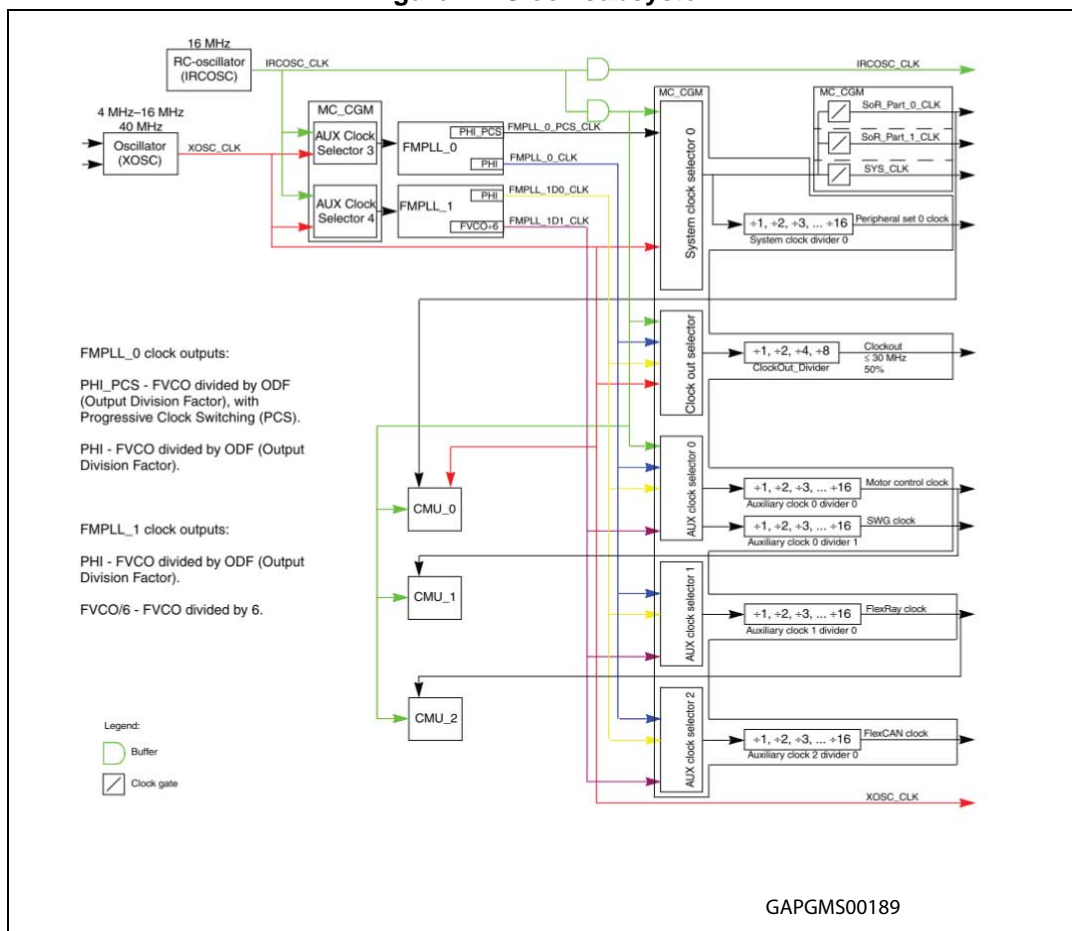 16 MHz
RC-oscillator
(IRCOSC)
IRCOSC_CLK
IRCOSC_CLK
4 MHz–16 MHz
40 MHz
Oscillator
(XOSC)
XOSC_CLK
MC_CGM
AUX Clock
Selector 3
AUX Clock
Selector 4
FMPLL_0
PHI_PCS
PHI
FMPLL_1
PHI
FVCO÷6
FMPLL_0_PCS_CLK
FMPLL_0_CLK
FMPLL_1D0_CLK
FMPLL_1D1_CLK
MC_CGM
System clock selector 0
MC_CGM
SoR_Part_0_CLK
SoR_Part_1_CLK
SYS_CLK
÷1, ÷2, ÷3, ... ÷16
Peripheral set 0 clock
System clock divider 0
Clock out selector
÷1, ÷2, ÷4, ÷8
ClockOut_Divider
Clockout
≤ 30 MHz
50%
FMPLL_0 clock outputs:
PHI_PCS - FVCO divided by ODF
(Output Division Factor), with
Progressive Clock Switching (PCS).
PHI - FVCO divided by ODF (Output
Division Factor).
FMPLL_1 clock outputs:
PHI - FVCO divided by ODF (Output
Division Factor).
FVCO/6 - FVCO divided by 6.
CMU_0
CMU_1
CMU_2
AUX clock selector 0
÷1, ÷2, ÷3, ... ÷16
Motor control clock
Auxiliary clock 0 divider 0
÷1, ÷2, ÷3, ... ÷16
SWG clock
Auxiliary clock 0 divider 1
AUX clock selector 1
÷1, ÷2, ÷3, ... ÷16
FlexRay clock
Auxiliary clock 1 divider 0
AUX clock selector 2
÷1, ÷2, ÷3, ... ÷16
FlexCAN clock
Auxiliary clock 2 divider 0
XOSC_CLK
Legend:
Buffer
Clock gate
GAPGMS00189